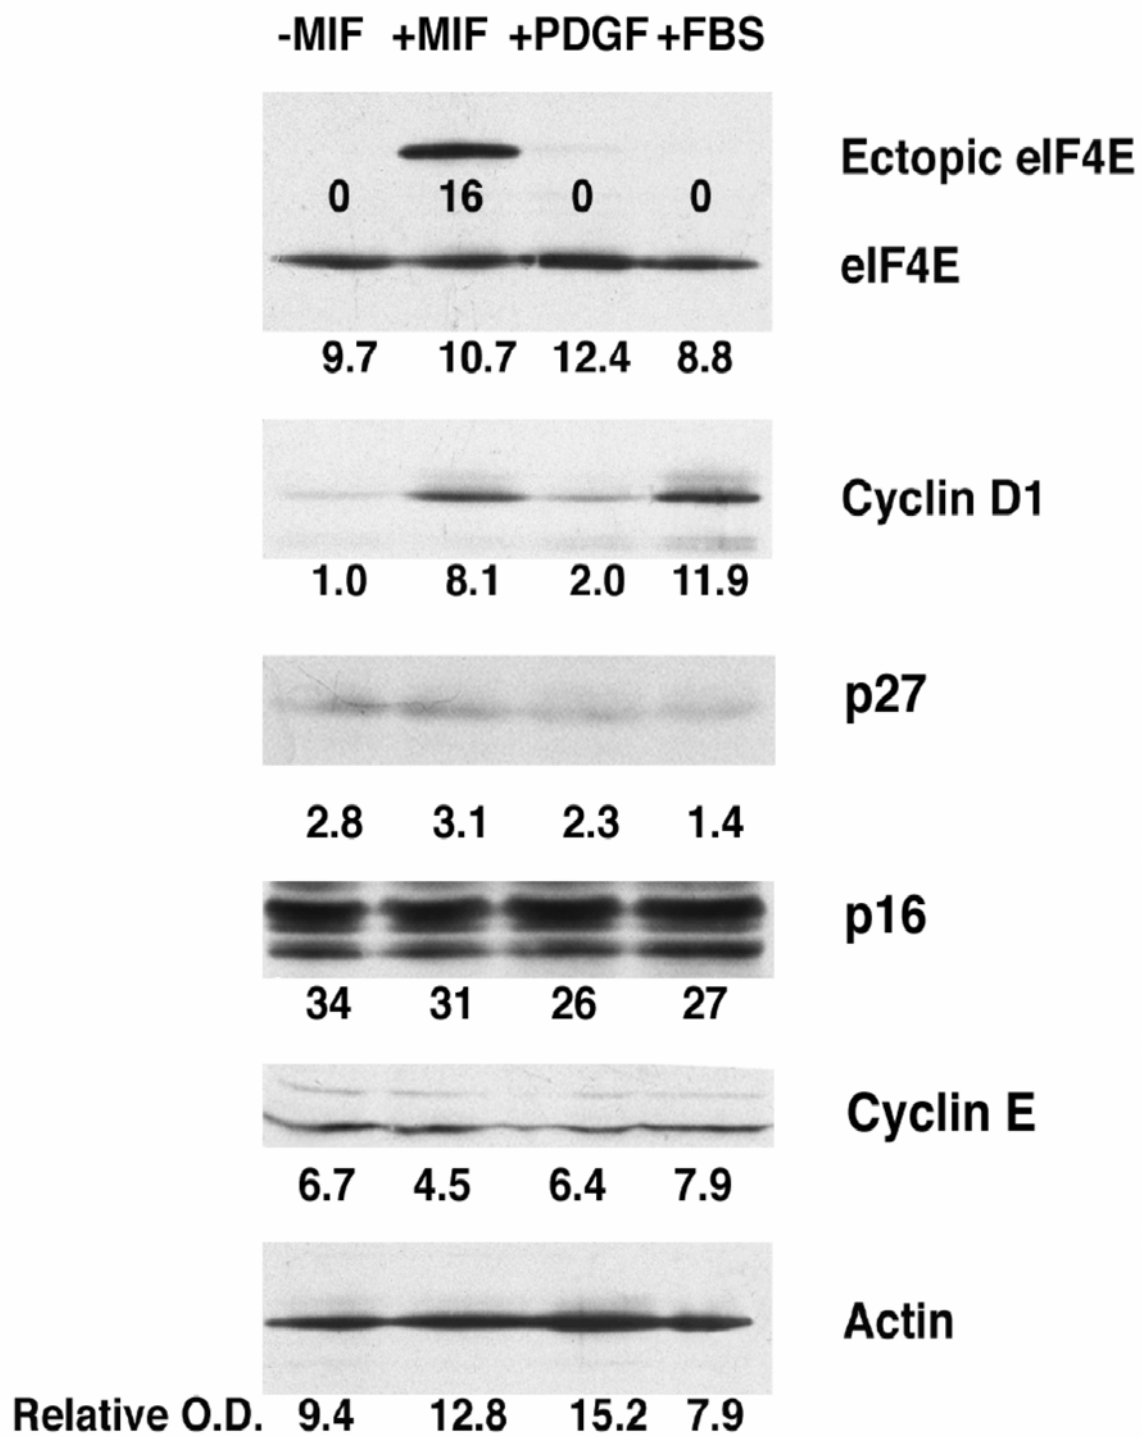 -MIF +MIF +PDGF +FBS
Ectopic eIF4E
0 16 0 0
eIF4E
9.7 10.7 12.4 8.8
Cyclin D1
1.0 8.1 2.0 11.9
p27
2.8 3.1 2.3 1.4
p16
34 31 26 27
Cyclin E
6.7 4.5 6.4 7.9
Actin
Relative O.D. 9.4 12.8 15.2 7.9